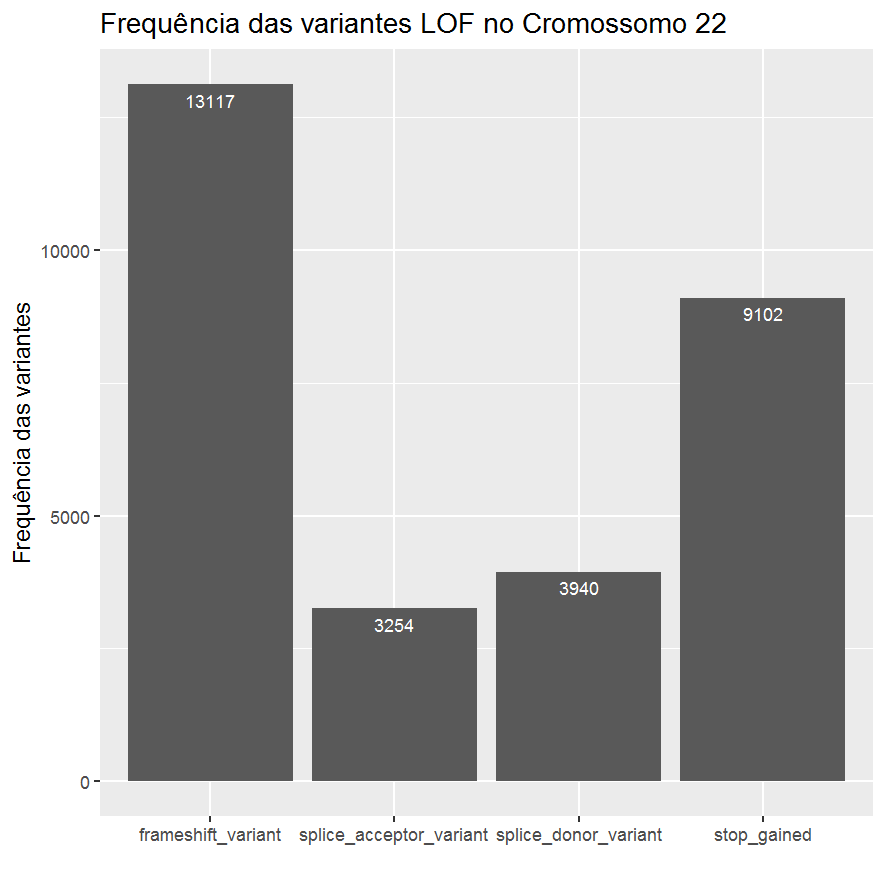 Frequência das variantes LOF no Cromossomo 22
Frequência das variantes
10000
5000
0
13117
3254
3940
9102
frameshift_variant
splice_acceptor_variant
splice_donor_variant
stop_gained